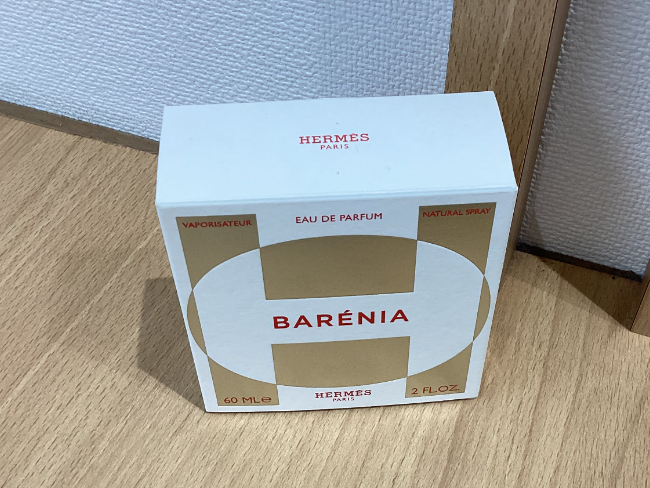 HERMÈS
PARIS
VAPORISATEUR
EAU DE PARFUM
NATURAL SPRAY
BARÉNIA
60 ML℮
HERMÈS
PARIS
2 FL.OZ.